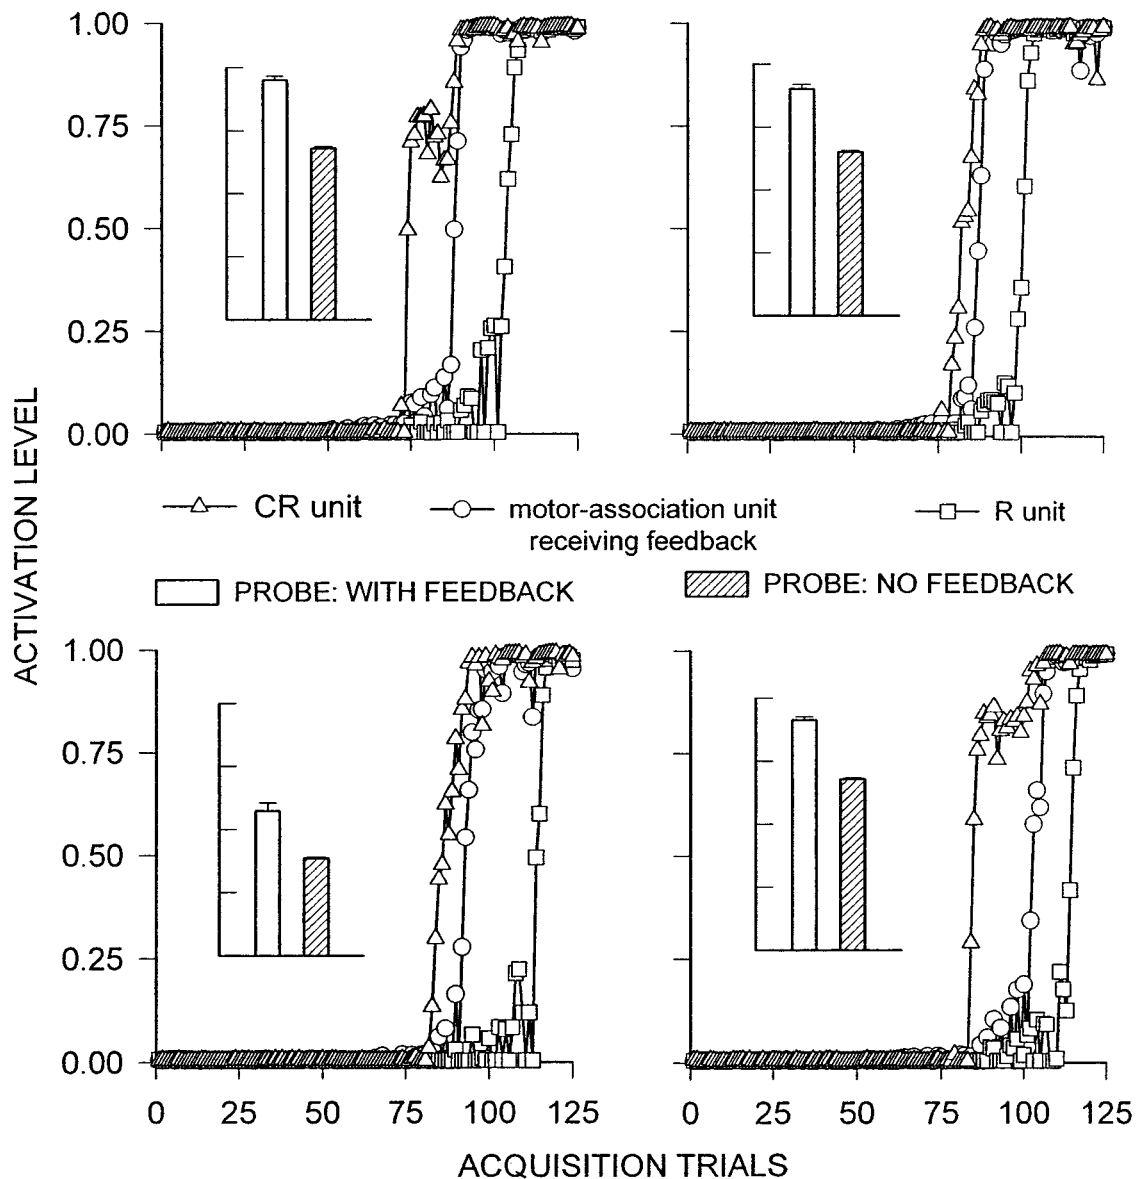 1.00
0.75
0.50
0.25
0.00
ACTIVATION LEVEL
CR unit
motor-association unit
receiving feedback
R unit
PROBE: WITH FEEDBACK
PROBE: NO FEEDBACK
1.00
0.75
0.50
0.25
0.00
0 25 50 75 100 125
0 25 50 75 100 125
ACQUISITION TRIALS